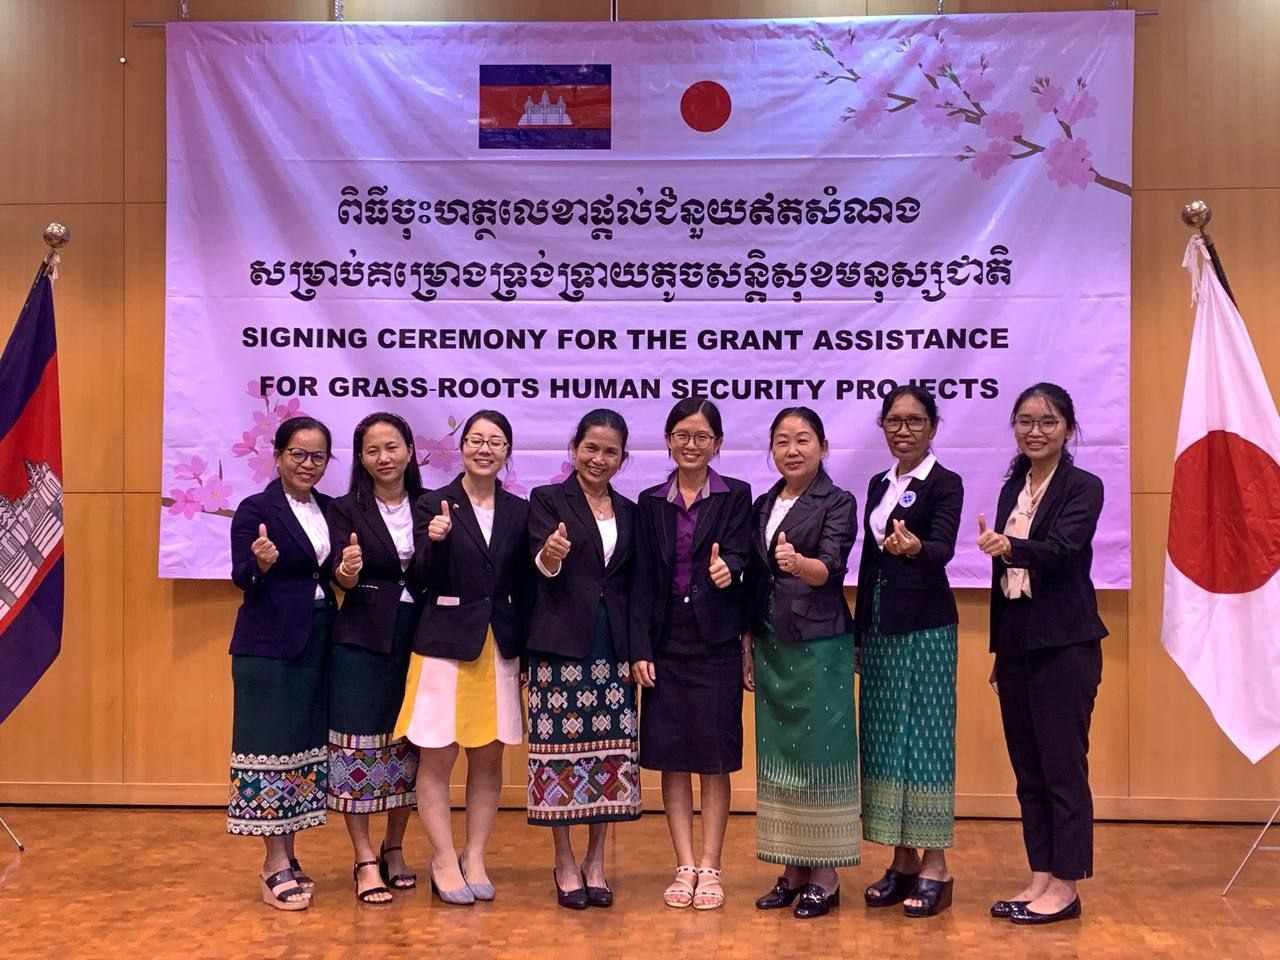 ពិធីចុះហត្ថលេខាផ្តល់ជំនួយឥតសំណង
សម្រាប់គម្រោងទ្រង់ទ្រាយតូចសន្តិសុខមនុស្សជាតិ
SIGNING CEREMONY FOR THE GRANT ASSISTANCE
FOR GRASS-ROOTS HUMAN SECURITY PROJECTS